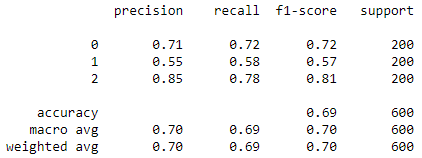 precision recall f1-score support
0 0.71 0.72 0.72 200
1 0.55 0.58 0.57 200
2 0.85 0.78 0.81 200
accuracy 0.69 600
macro avg 0.70 0.69 0.70 600
weighted avg 0.70 0.69 0.70 600